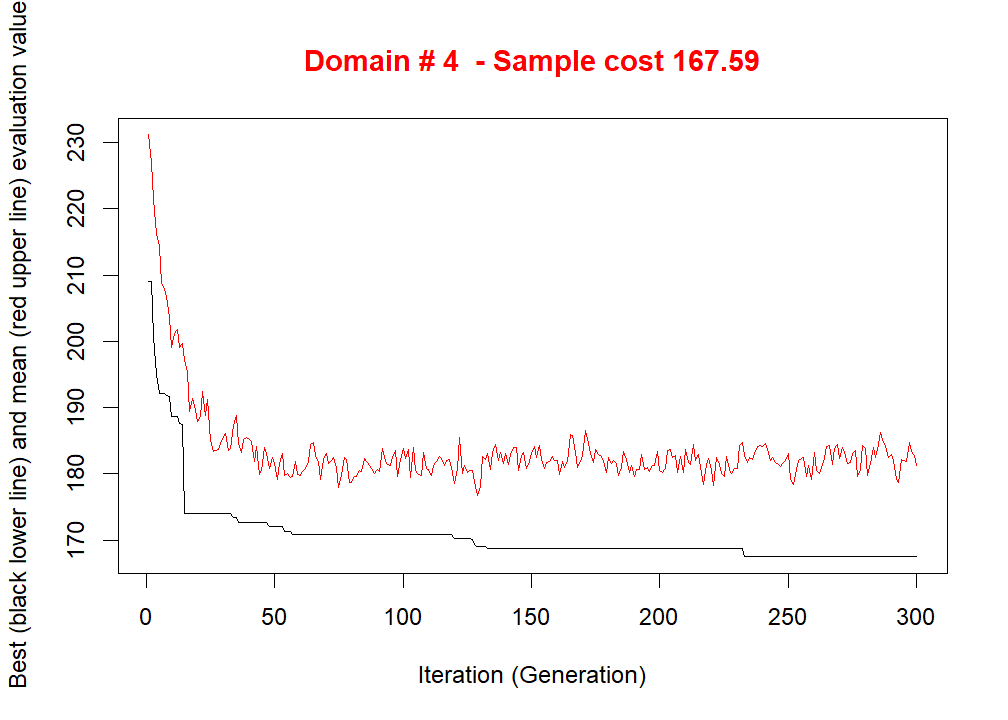 Domain # 4  - Sample cost 167.59
Best (black lower line) and mean (red upper line) evaluation value
230
220
210
200
190
180
170
0 50 100 150 200 250 300
Iteration (Generation)